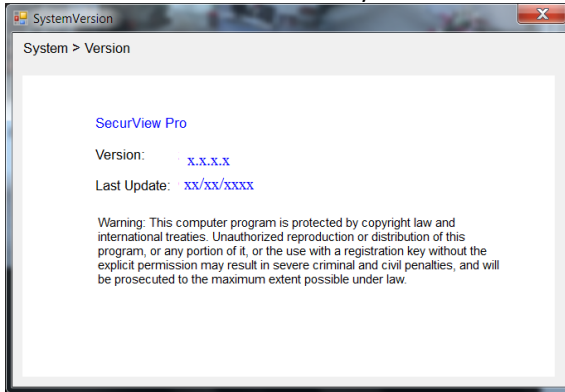 SystemVersion
System > Version
SecurView Pro
Version: x.x.x.x
Last Update: xx/xx/xxxx
Warning: This computer program is protected by copyright law and
international treaties. Unauthorized reproduction or distribution of this
program, or any portion of it, or the use with a registration key without the
explicit permission may result in severe criminal and civil penalties, and will
be prosecuted to the maximum extent possible under law.